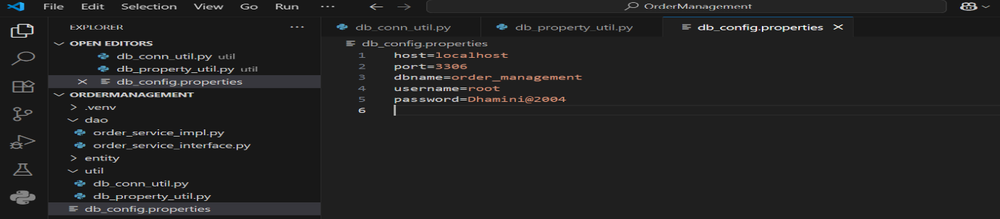 File Edit Selection View Go Run ··· OrderManagement
EXPLORER ···
OPEN EDITORS
db_conn_util.py util
db_property_util.py util
db_config.properties
ORDERMANAGEMENT
.venv
dao
order_service_impl.py
order_service_interface.py
entity
util
db_conn_util.py
db_property_util.py
db_config.properties
db_conn_util.py db_property_util.py db_config.properties
db_config.properties
1 host=localhost
2 port=3306
3 dbname=order_management
4 username=root
5 password=Dhamini@2004
6